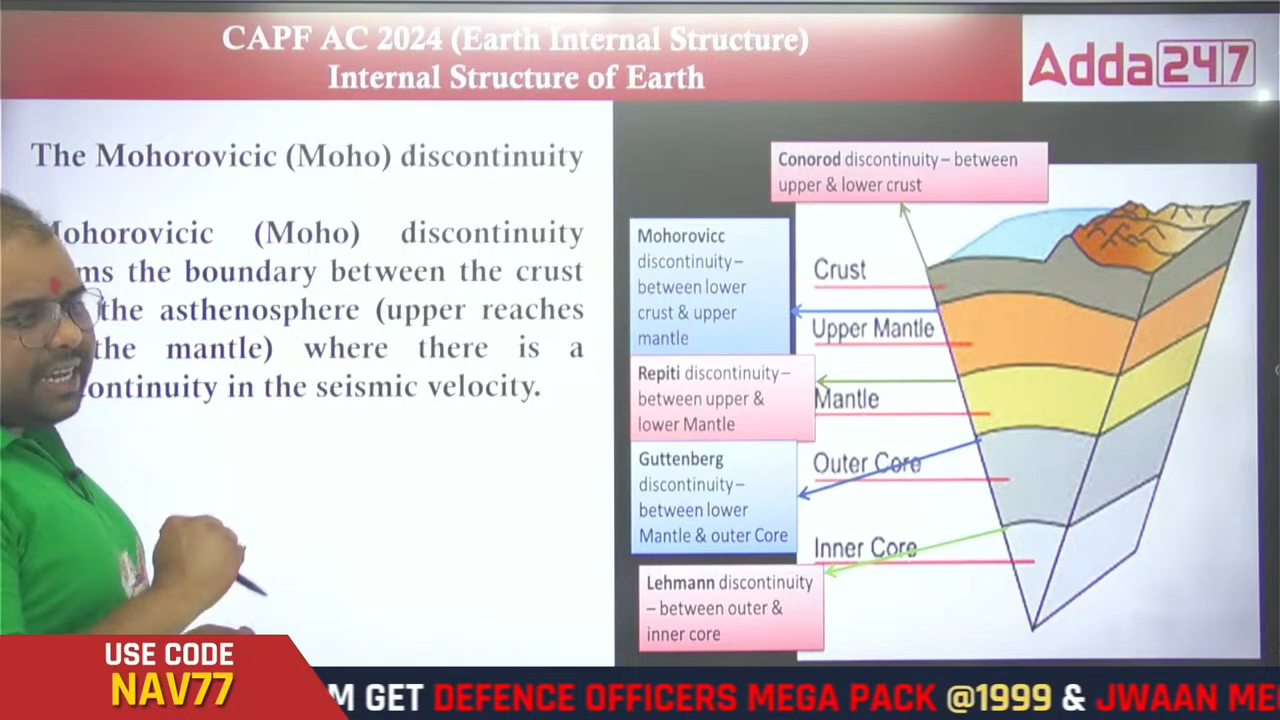 CAPF AC 2024 (Earth Internal Structure)
Internal Structure of Earth
Adda 247
The Mohorovicic (Moho) discontinuity
Mohorovicic (Moho) discontinuity
the boundary between the crust
the asthenosphere (upper reaches
the mantle) where there is a
in the seismic velocity.
Conorod discontinuity – between
upper & lower crust
Mohorovicc
discontinuity –
between lower
crust & upper
mantle
Repiti discontinuity –
between upper &
lower Mantle
Guttenberg
discontinuity –
between lower
Mantle & outer Core
Lehmann discontinuity
– between outer &
inner core
Crust
Upper Mantle
Mantle
Outer Core
Inner Core
USE CODE
NAV77
M GET DEFENCE OFFICERS MEGA PACK @1999 & JWAAN ME